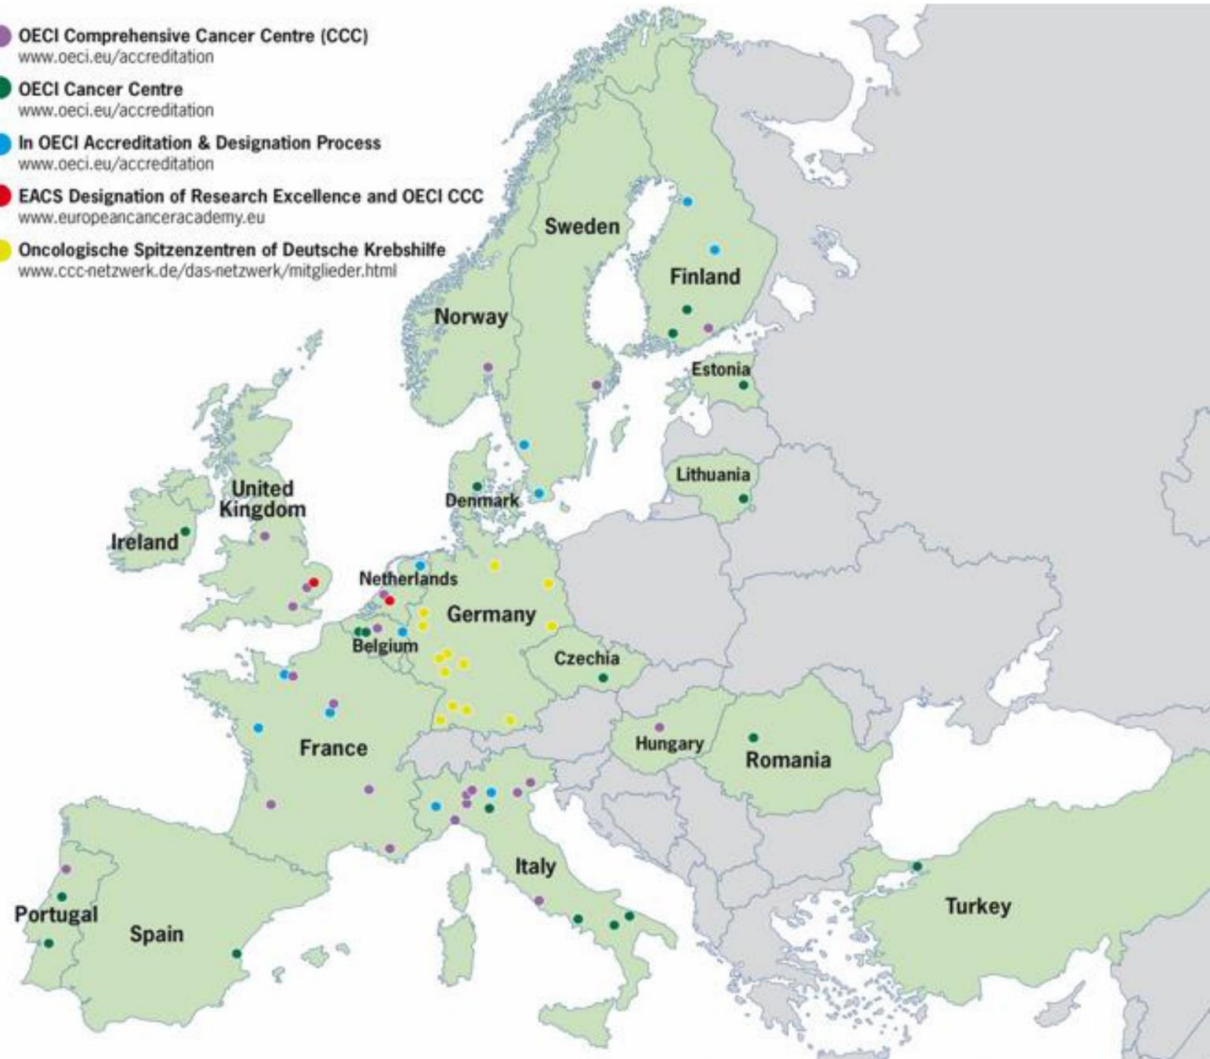 OECI Comprehensive Cancer Centre (CCC)
www.oeci.eu/accreditation
OECI Cancer Centre
www.oeci.eu/accreditation
In OECI Accreditation & Designation Process
www.oeci.eu/accreditation
EACS Designation of Research Excellence and OECI CCC
www.europeancanceracademy.eu
Oncologische Spitzenzentren of Deutsche Krebshilfe
www.ccc-netzwerk.de/das-netzwerk/mitglieder.html
Sweden
Finland
Norway
Estonia
Lithuania
United
Kingdom
Denmark
Ireland
Netherlands
Germany
Belgium
Czechia
France
Hungary
Romania
Italy
Portugal
Spain
Turkey